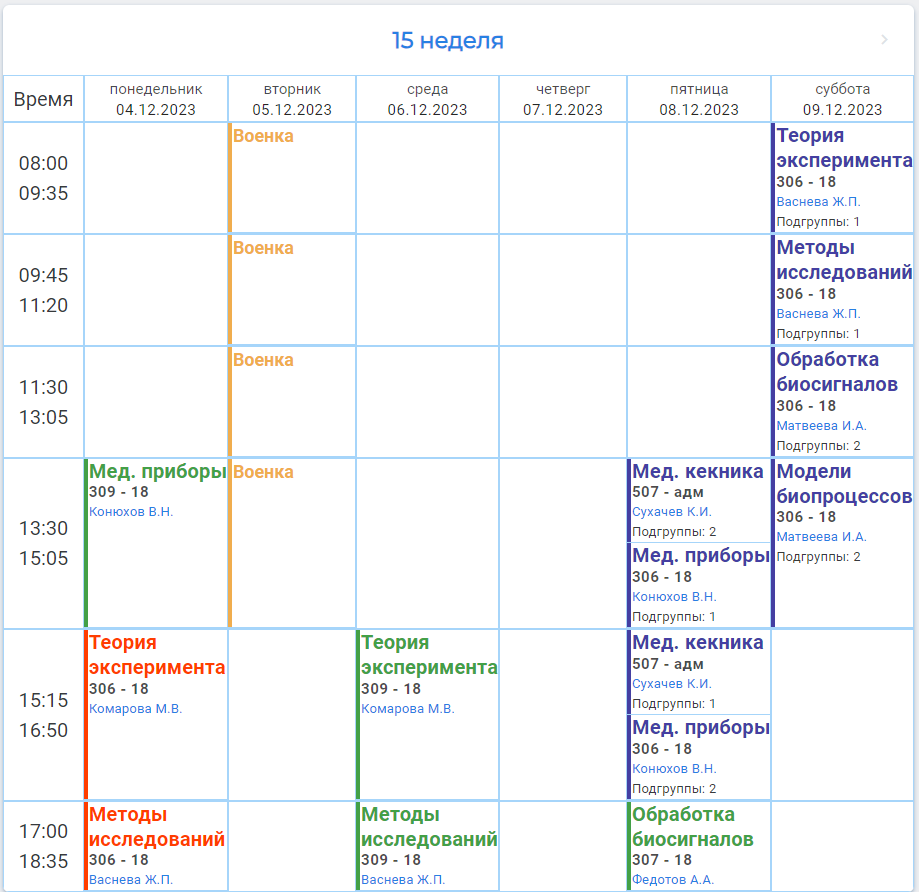 15 неделя
Время
понедельник
04.12.2023
вторник
05.12.2023
среда
06.12.2023
четверг
07.12.2023
пятница
08.12.2023
суббота
09.12.2023
08:00
09:35
Военка
Теория
эксперимента
306 - 18
Васнева Ж.П.
Подгруппы: 1
09:45
11:20
Военка
Методы
исследований
306 - 18
Васнева Ж.П.
Подгруппы: 1
11:30
13:05
Военка
Обработка
биосигналов
306 - 18
Матвеева И.А.
Подгруппы: 2
13:30
15:05
Мед. приборы
309 - 18
Конюхов В.Н.
Военка
Мед. кекника
507 - адм
Сухачев К.И.
Подгруппы: 2
Мед. приборы
306 - 18
Конюхов В.Н.
Подгруппы: 1
Модели
биопроцессов
306 - 18
Матвеева И.А.
Подгруппы: 2
15:15
16:50
Теория
эксперимента
306 - 18
Комарова М.В.
Теория
эксперимента
309 - 18
Комарова М.В.
Мед. кекника
507 - адм
Сухачев К.И.
Подгруппы: 1
Мед. приборы
306 - 18
Конюхов В.Н.
Подгруппы: 2
17:00
18:35
Методы
исследований
306 - 18
Васнева Ж.П.
Методы
исследований
309 - 18
Васнева Ж.П.
Обработка
биосигналов
307 - 18
Федотов А.А.